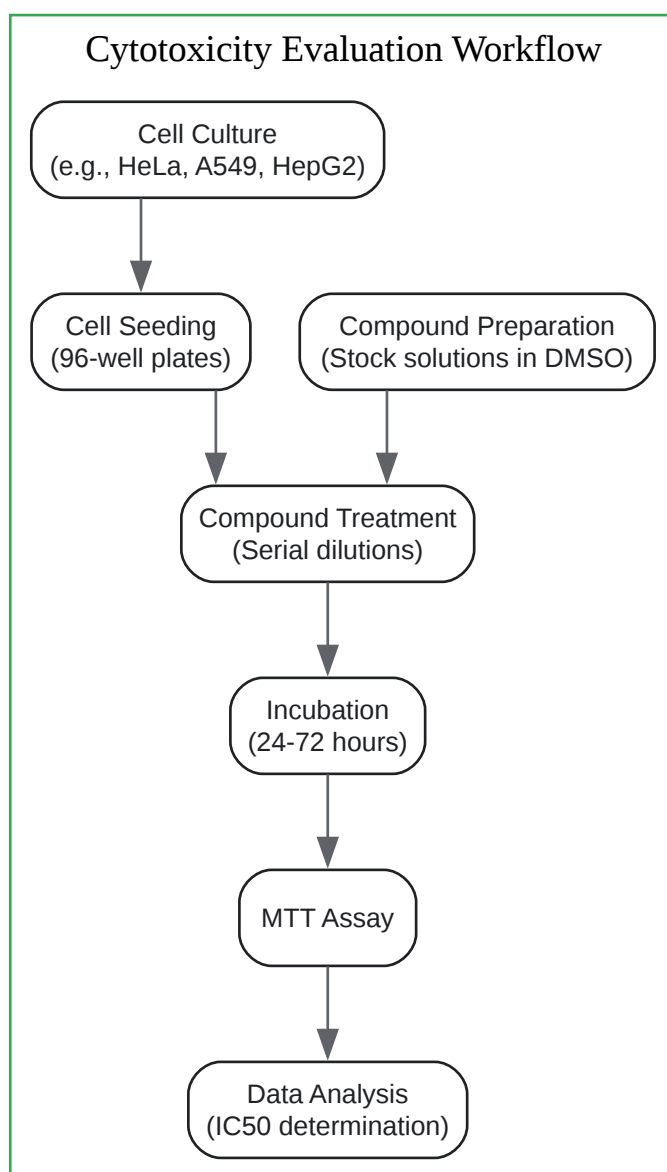 Cytotoxicity Evaluation Workflow
Cell Culture
(e.g., HeLa, A549, HepG2)
Cell Seeding
(96-well plates)
Compound Preparation
(Stock solutions in DMSO)
Compound Treatment
(Serial dilutions)
Incubation
(24-72 hours)
MTT Assay
Data Analysis
(IC50 determination)